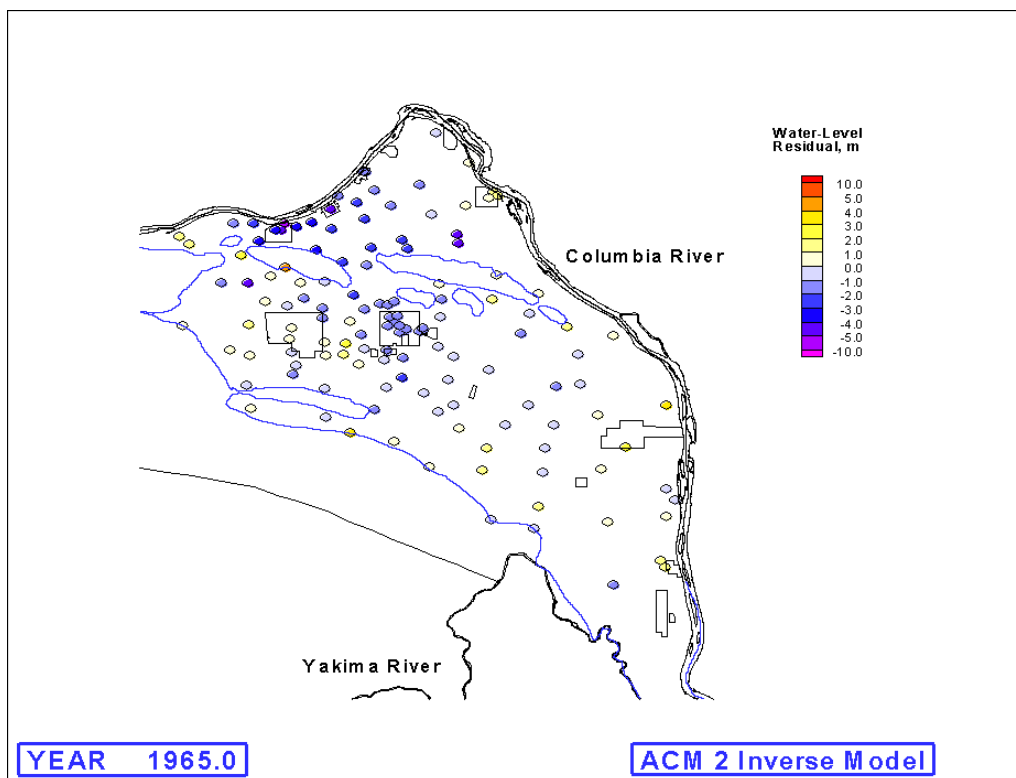 Water-Level
Residual, m
10.0
5.0
4.0
3.0
2.0
1.0
0.0
-1.0
-2.0
-3.0
-4.0
-5.0
-10.0
Columbia River
Yakima River
YEAR 1965.0
ACM 2 Inverse Model